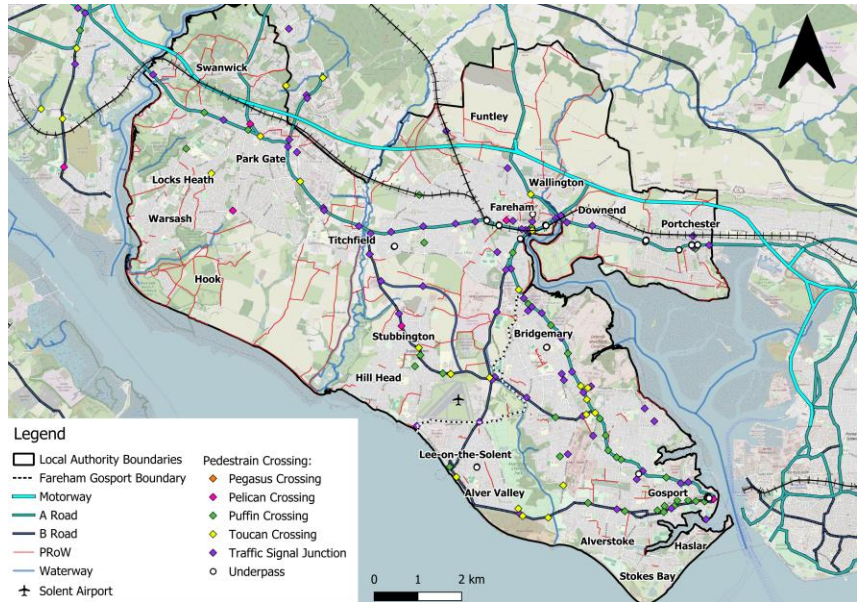 Swanwick
Funtley
Park Gate
Wallington
Locks Heath
Fareham
Downend
Warsash
Portchester
Titchfield
Hook
Bridgemary
Stubbington
Hill Head
Legend
Local Authority Boundaries
Fareham Gosport Boundary
Motorway
A Road
B Road
PRoW
Waterway
Solent Airport
Pedestrain Crossing:
Pegasus Crossing
Pelican Crossing
Puffin Crossing
Toucan Crossing
Traffic Signal Junction
Underpass
Lee-on-the-Solent
Alver Valley
Gosport
Alverstoke
Haslar
Stokes Bay
0 1 2 km